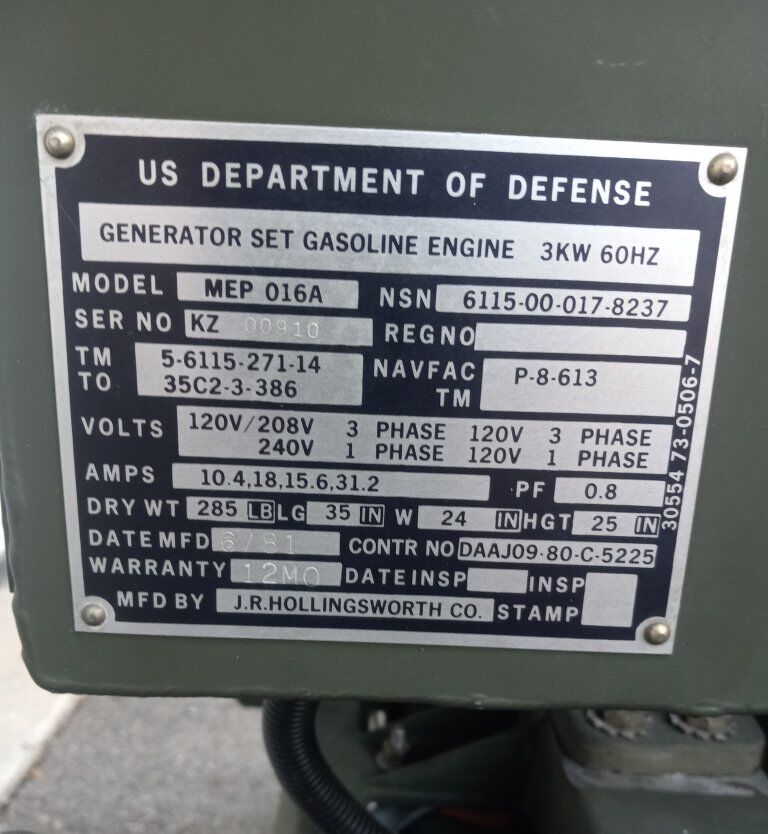 US DEPARTMENT OF DEFENSE
GENERATOR SET GASOLINE ENGINE 3KW 60HZ
MODEL MEP 016A NSN 6115-00-017-8237
SER NO KZ 00910 REG NO
TM 5-6115-271-14 NAVFAC P-8-613
TO 35C2-3-386 TM
VOLTS 120V/208V 3 PHASE 120V 3 PHASE
240V 1 PHASE 120V 1 PHASE
AMPS 10.4,18,15.6,31.2 PF 0.8
DRY WT 285 LB LG 35 IN W 24 IN HGT 25 IN
DATE MFD 6/81 CONTR NO DAAJ09-80-C-5225
WARRANTY 12MO DATE INSP INSP
MFD BY J.R.HOLLINGSWORTH CO. STAMP
30554 73-0506-7